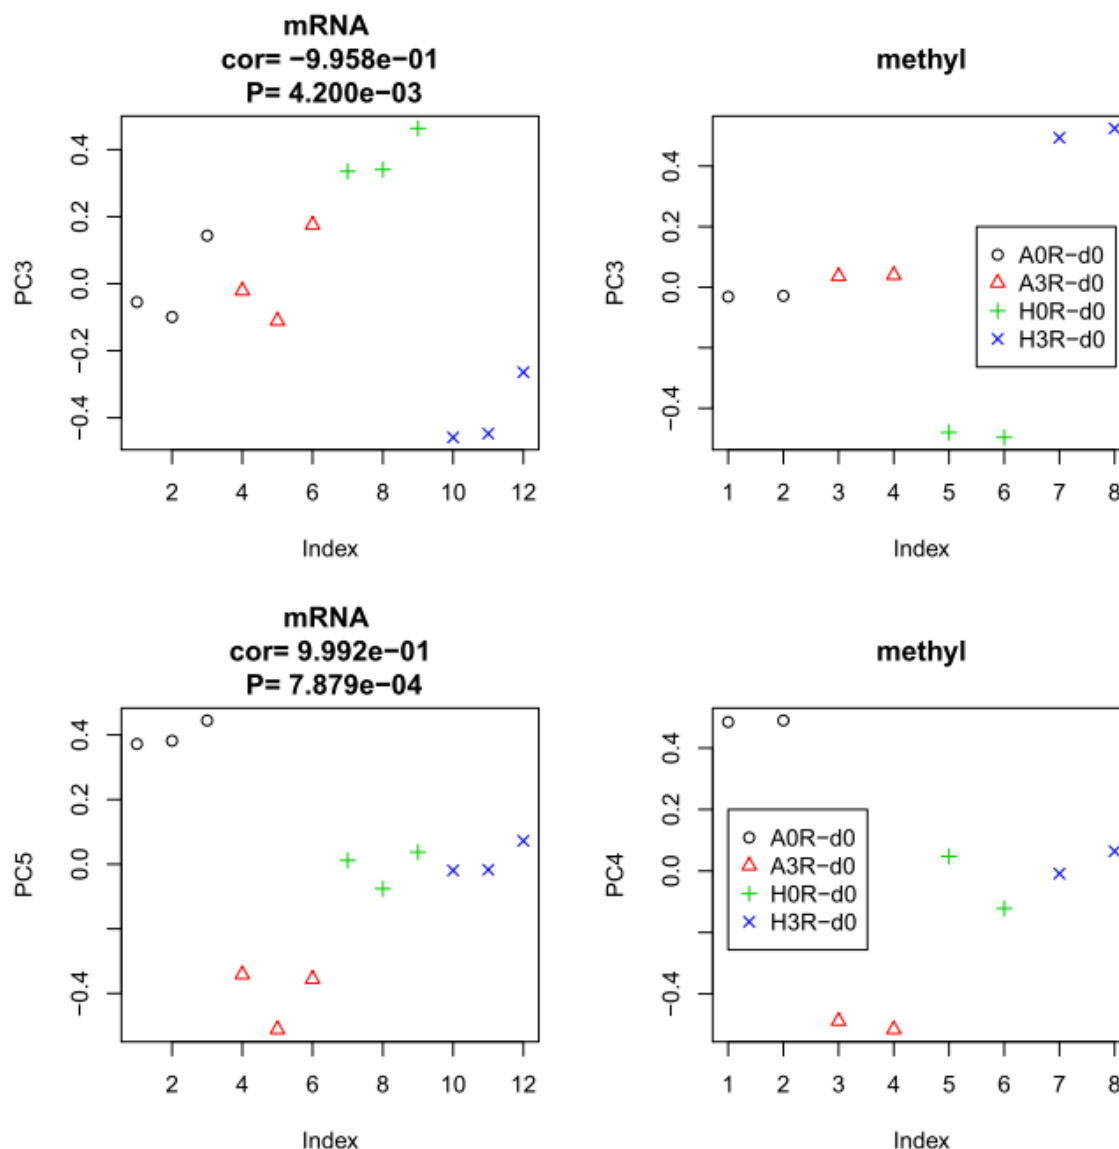 mRNA
cor= −9.958e−01
P= 4.200e−03
PC3
0.4
0.2
0.0
−0.2
−0.4
2 4 6 8 10 12
Index
methyl
PC3
0.4
0.2
0.0
−0.4
A0R−d0
A3R−d0
H0R−d0
H3R−d0
1 2 3 4 5 6 7 8
Index
mRNA
cor= 9.992e−01
P= 7.879e−04
PC5
0.4
0.2
0.0
−0.4
2 4 6 8 10 12
Index
methyl
PC4
0.4
0.2
0.0
−0.4
A0R−d0
A3R−d0
H0R−d0
H3R−d0
1 2 3 4 5 6 7 8
Index